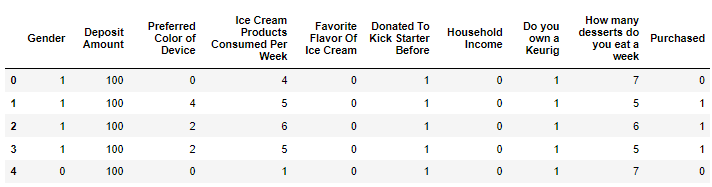 Gender Deposit Amount Preferred Color of Device Ice Cream Products Consumed Per Week Favorite Flavor Of Ice Cream Donated To Kick Starter Before Household Income Do you own a Keurig How many desserts do you eat a week Purchased
0 1 100 0 4 0 1 0 1 7 0
1 1 100 4 5 0 1 0 1 5 1
2 1 100 2 6 0 1 0 1 6 1
3 1 100 2 5 0 1 0 1 5 1
4 0 100 0 1 0 1 0 1 7 0